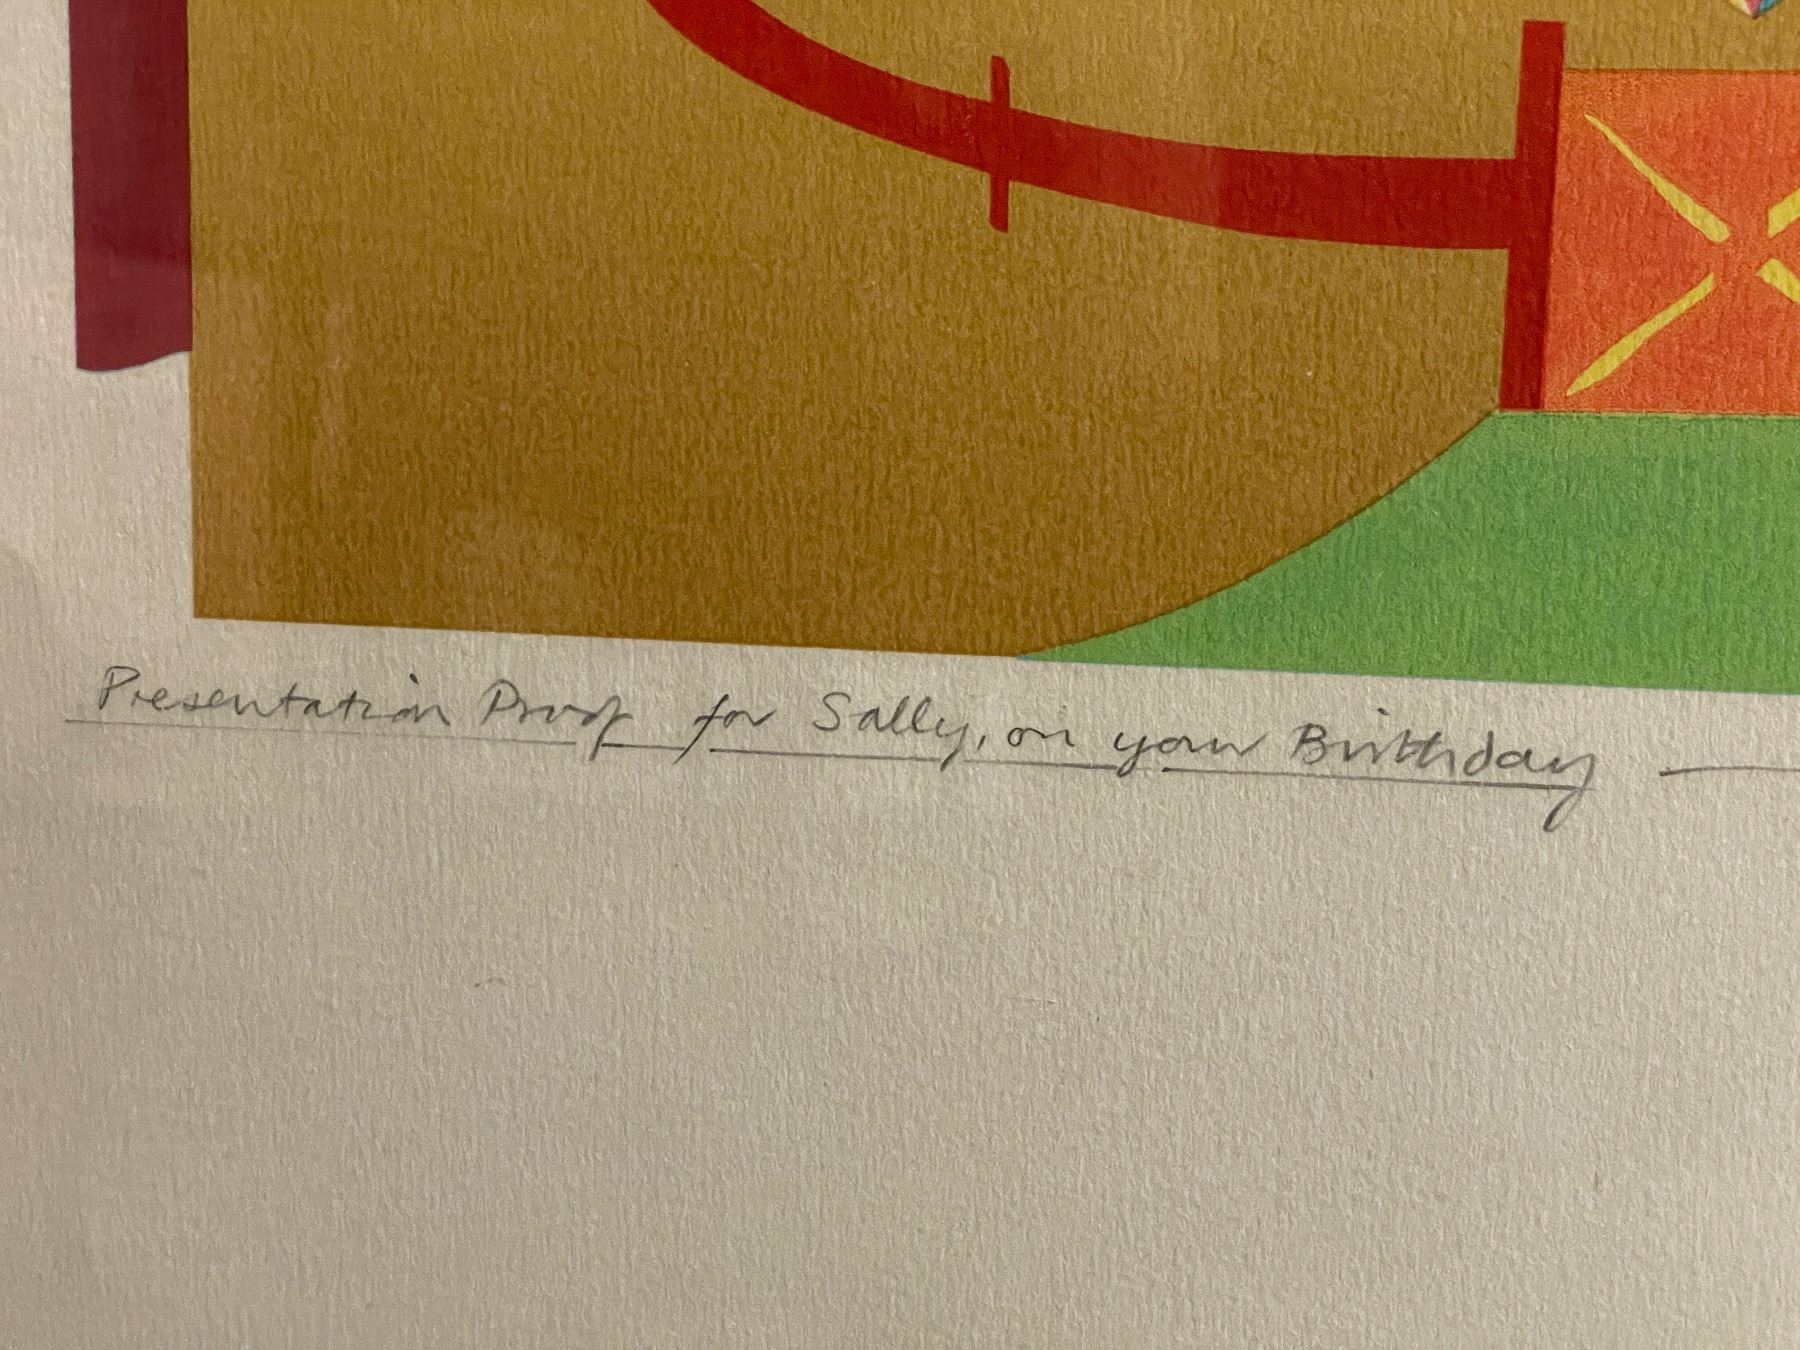 Presentation Proof for Sally, on your Birthday —